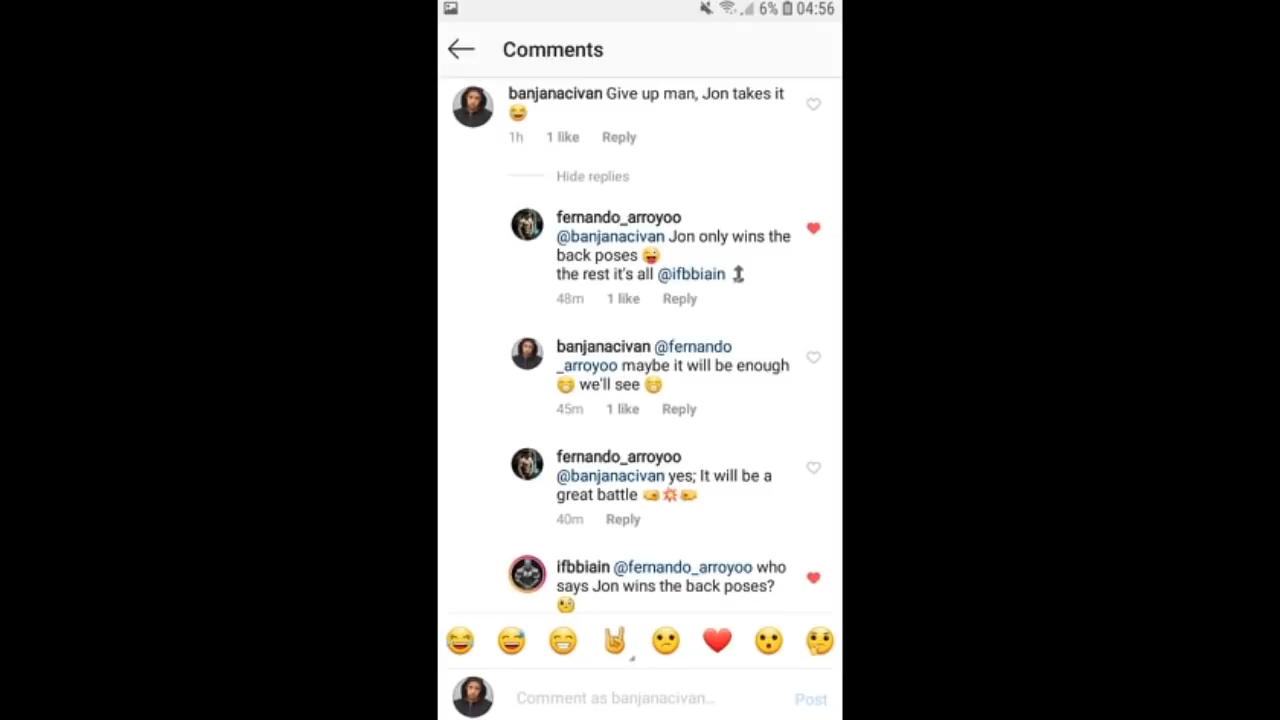 6% 04:56
Comments
banjanacivan Give up man, Jon takes it
😂
1h 1 like Reply
Hide replies
fernando_arroyoo
@banjanacivan Jon only wins the
back poses 😜
the rest it's all @ifbbiain
48m 1 like Reply
banjanacivan @fernando
_arroyoo maybe it will be enough
😁 we'll see 😁
45m 1 like Reply
fernando_arroyoo
@banjanacivan yes; It will be a
great battle 🤜💥🤛
40m Reply
ifbbiain @fernando_arroyoo who
says Jon wins the back poses?
🧐
Comment as banjanacivan... Post